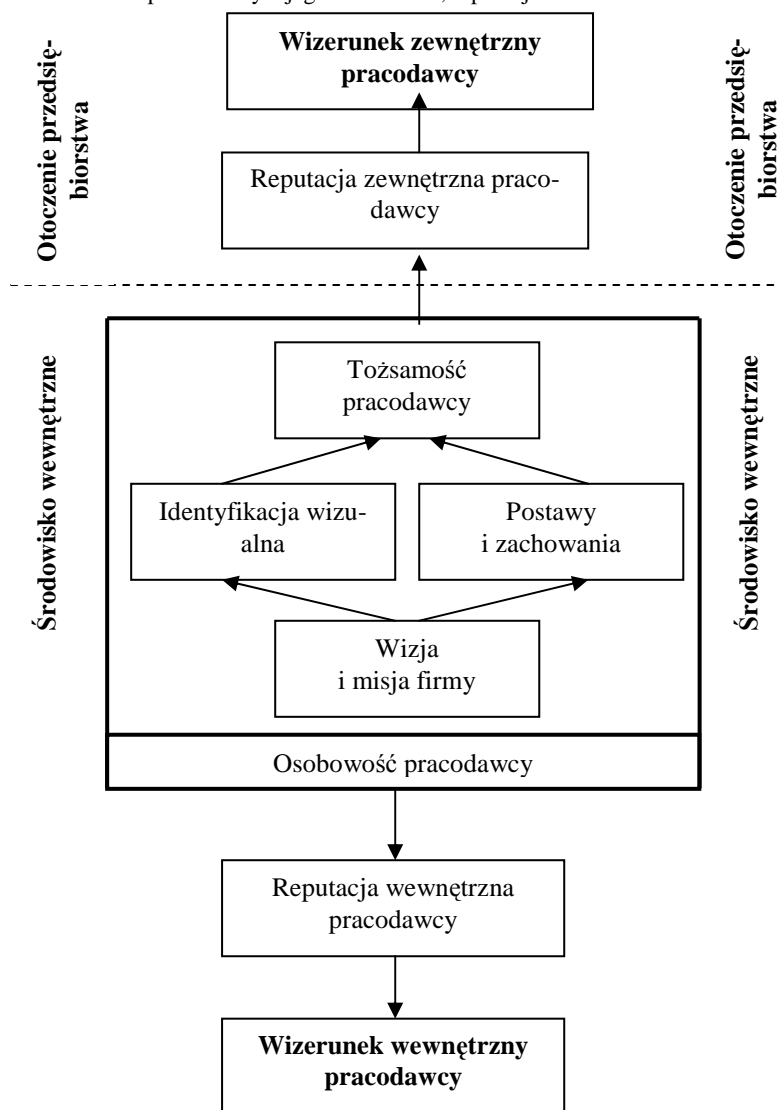 Wizerunek zewnętrzny
pracodawcy
Otoczenie przedsię-
biorstwa
Otoczenie przedsię-
biorstwa
Reputacja zewnętrzna praco-
dawcy
Środowisko wewnętrzne
Środowisko wewnętrzne
Tożsamość
pracodawcy
Identyfikacja wizu-
alna
Postawy
i zachowania
Wizja
i misja firmy
Osobowość pracodawcy
Reputacja wewnętrzna
pracodawcy
Wizerunek wewnętrzny
pracodawcy